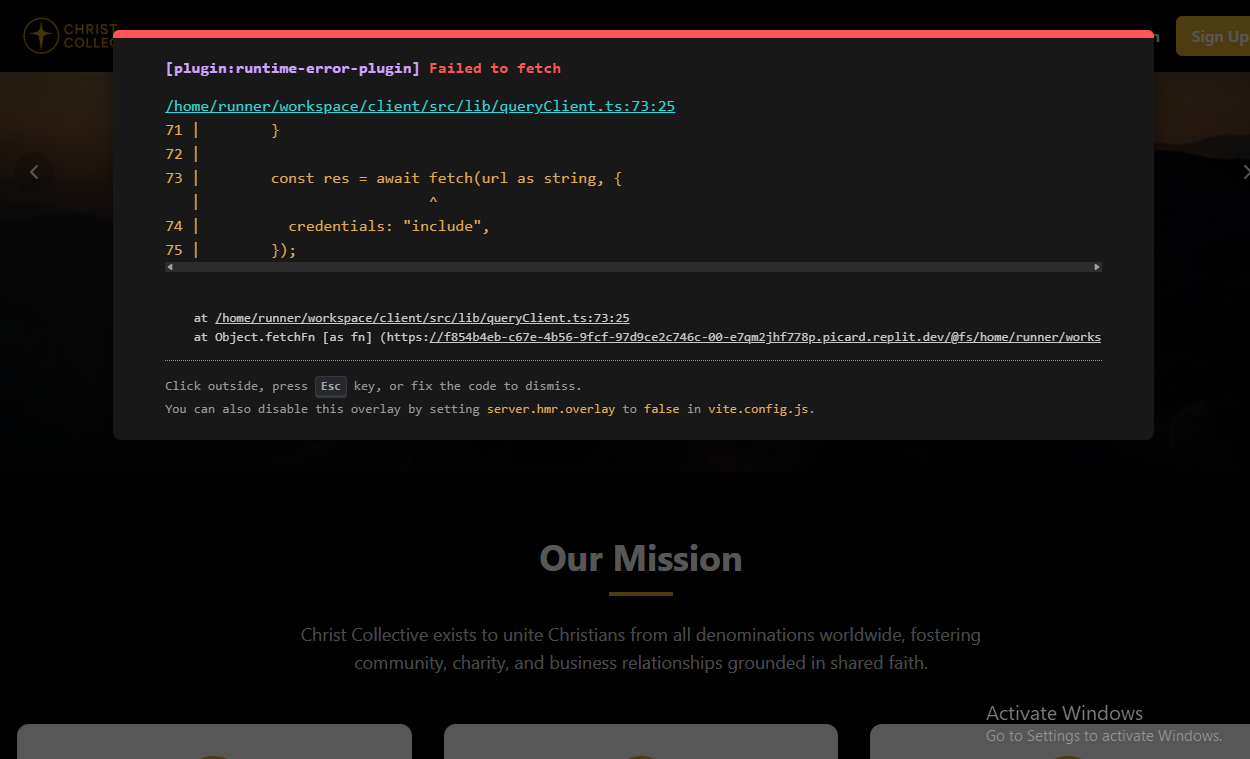 CHRIST
COLLEC
n
Sign Up
[plugin:runtime-error-plugin] Failed to fetch
/home/runner/workspace/client/src/lib/queryClient.ts:73:25
71 |        }
72 |
73 |        const res = await fetch(url as string, {
   |                          ^
74 |          credentials: "include",
75 |        });
at /home/runner/workspace/client/src/lib/queryClient.ts:73:25
at Object.fetchFn [as fn] (https://f854b4eb-c67e-4b56-9fcf-97d9ce2c746c-00-e7qm2jhf778p.picard.replit.dev/@fs/home/runner/works
Click outside, press Esc key, or fix the code to dismiss.
You can also disable this overlay by setting server.hmr.overlay to false in vite.config.js.
Our Mission
Christ Collective exists to unite Christians from all denominations worldwide, fostering
community, charity, and business relationships grounded in shared faith.
Activate Windows
Go to Settings to activate Windows.